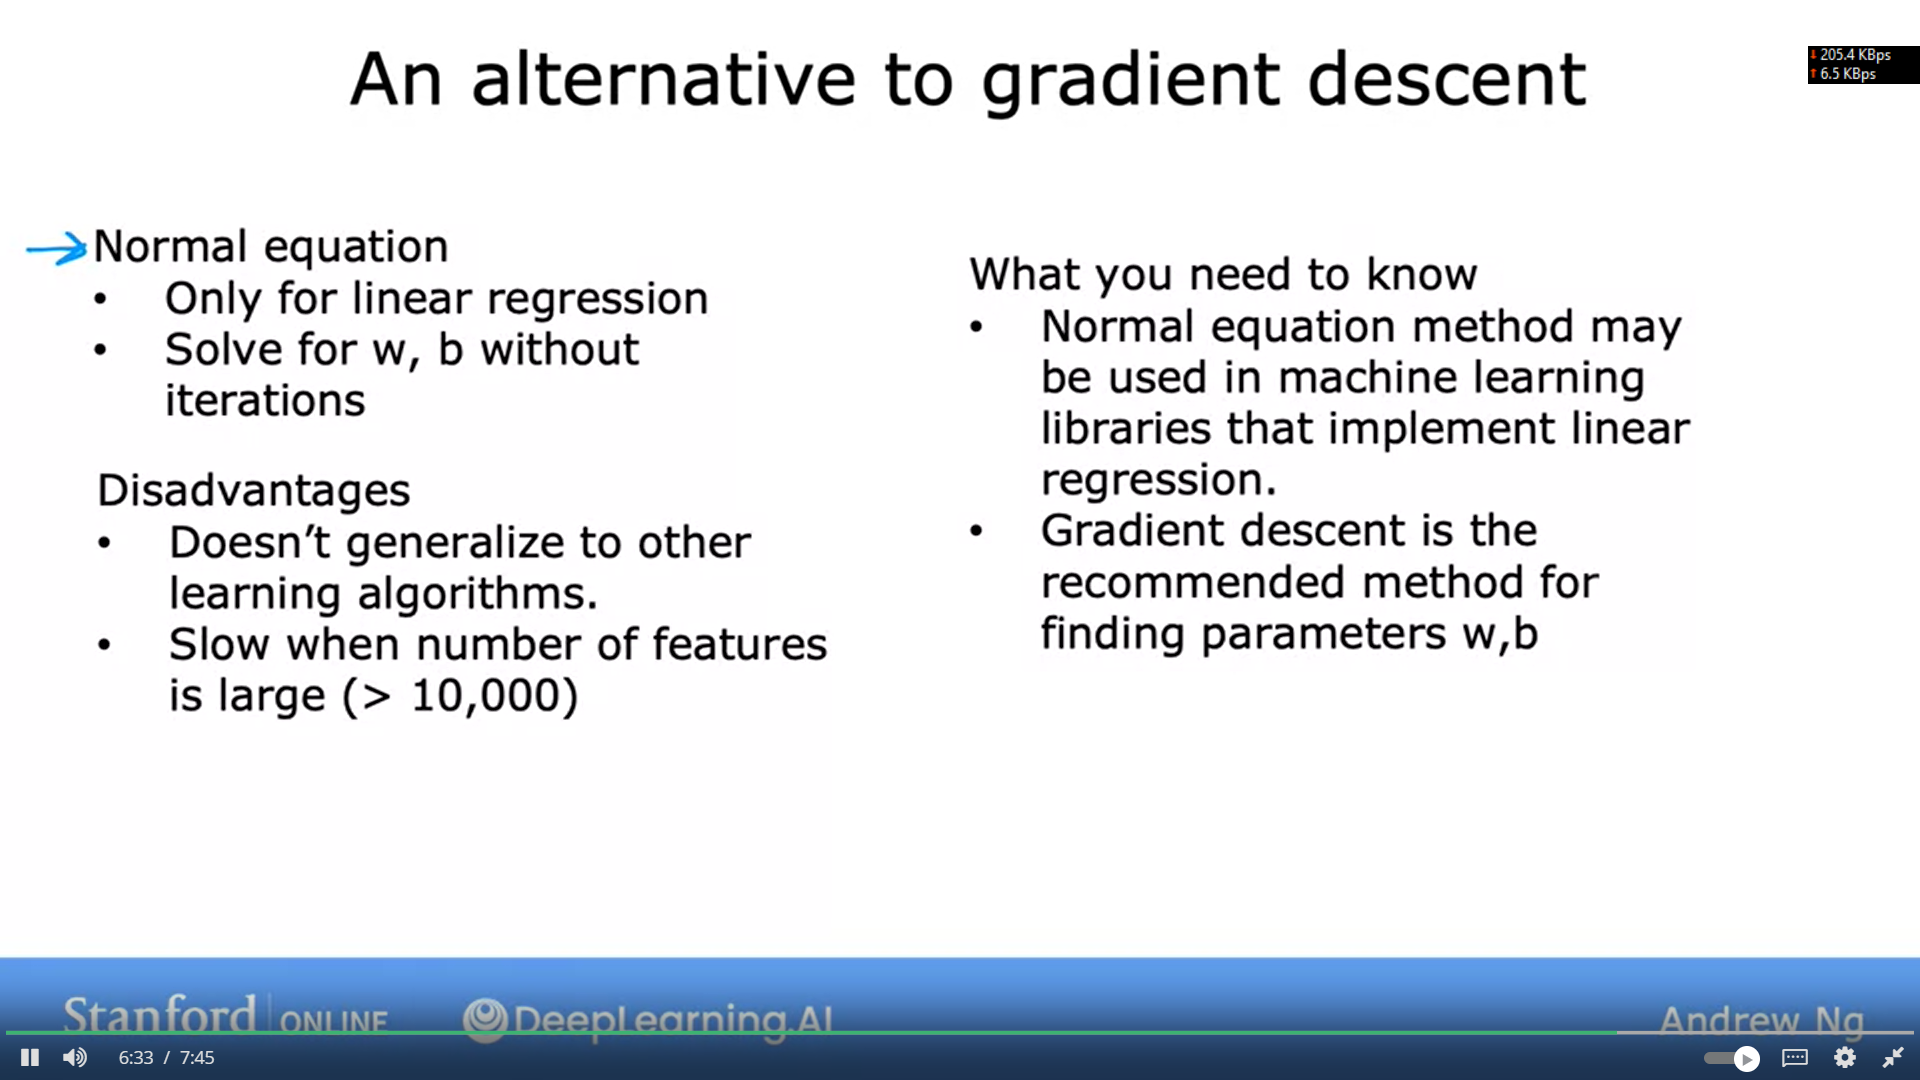 An alternative to gradient descent
205.4 KBps
6.5 KBps
Normal equation
• Only for linear regression
• Solve for w, b without
iterations
Disadvantages
• Doesn’t generalize to other
learning algorithms.
• Slow when number of features
is large (> 10,000)
What you need to know
• Normal equation method may
be used in machine learning
libraries that implement linear
regression.
• Gradient descent is the
recommended method for
finding parameters w,b
Stanford ONLINE
DeepLearning.AI
Andrew Ng
6:33 / 7:45